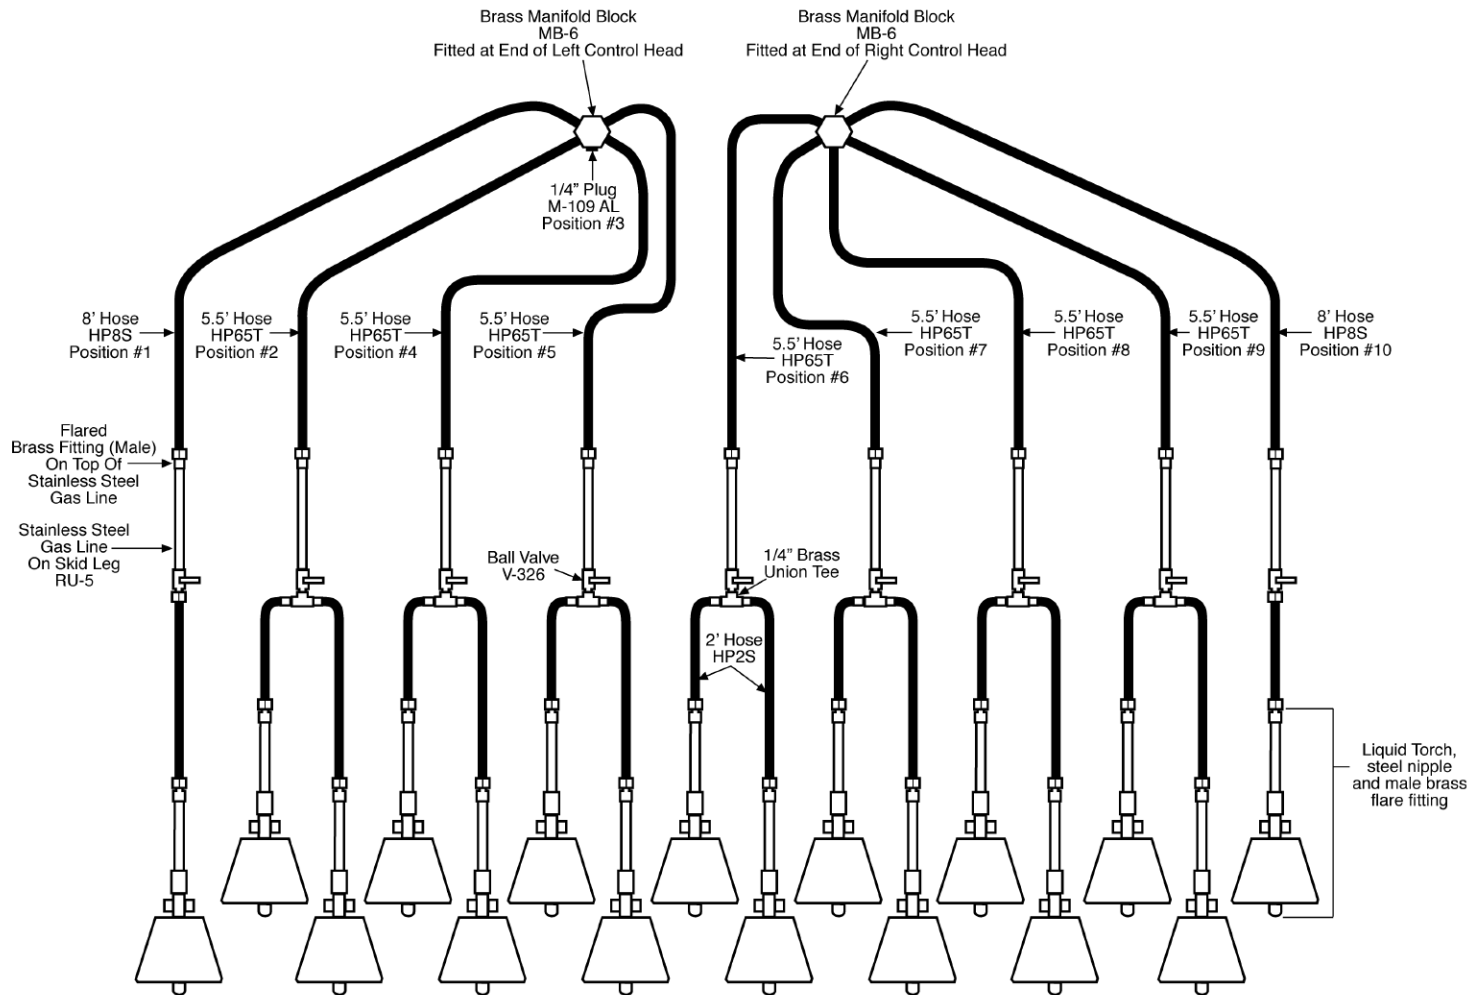 Brass Manifold Block
MB-6
Fitted at End of Left Control Head
Brass Manifold Block
MB-6
Fitted at End of Right Control Head
1/4” Plug
M-109 AL
Position #3
8’ Hose
HP8S
Position #1
5.5’ Hose
HP65T
Position #2
5.5’ Hose
HP65T
Position #4
5.5’ Hose
HP65T
Position #5
5.5’ Hose
HP65T
Position #6
5.5’ Hose
HP65T
Position #7
5.5’ Hose
HP65T
Position #8
5.5’ Hose
HP65T
Position #9
8’ Hose
HP8S
Position #10
Flared
Brass Fitting (Male)
On Top Of
Stainless Steel
Gas Line
Stainless Steel
Gas Line
On Skid Leg
RU-5
Ball Valve
V-326
1/4” Brass
Union Tee
2’ Hose
HP2S
Liquid Torch,
steel nipple
and male brass
flare fitting